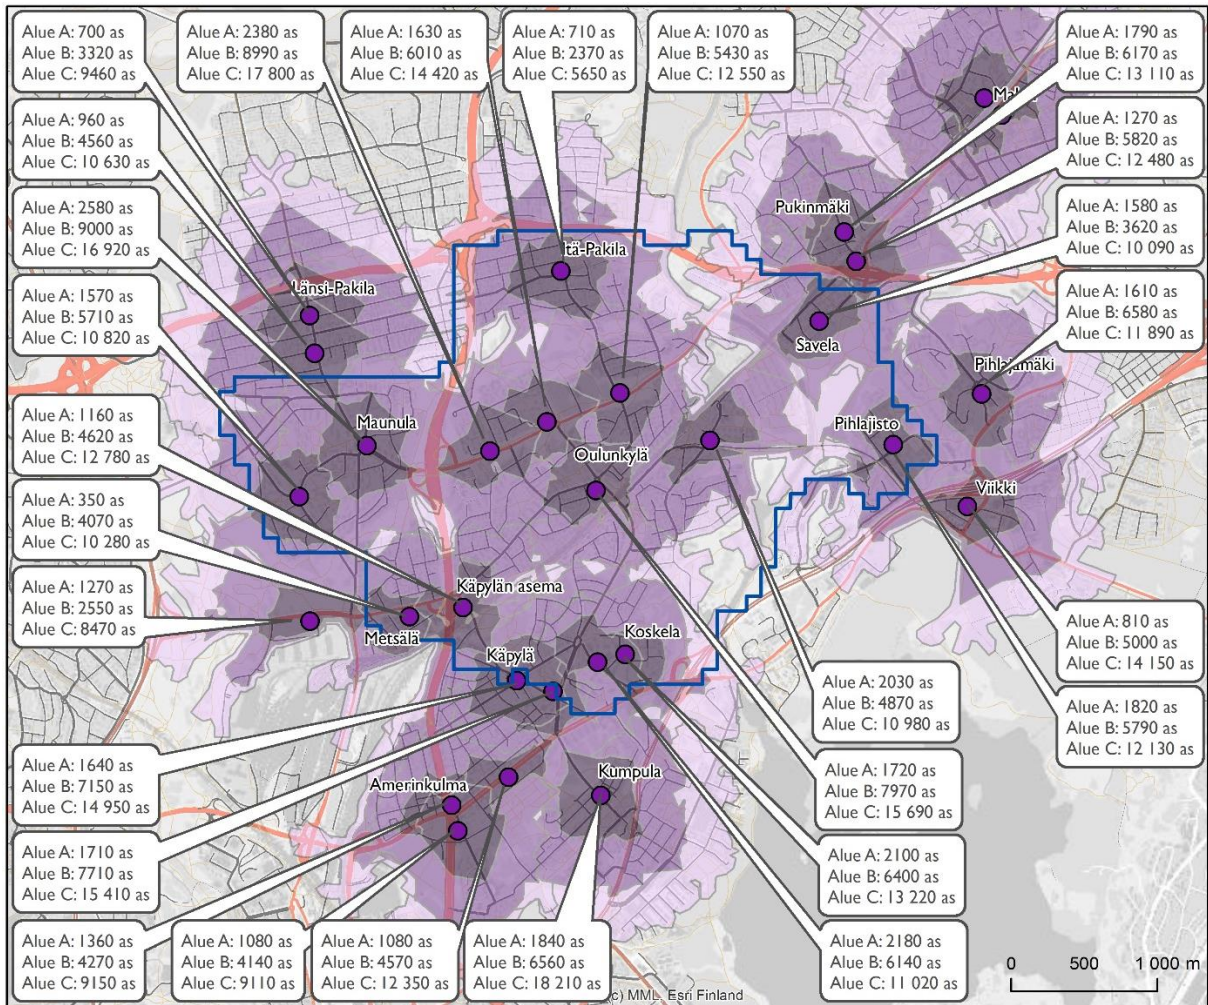 Alue A: 700 as
Alue B: 3320 as
Alue C: 9460 as
Alue A: 2380 as
Alue B: 8990 as
Alue C: 17 800 as
Alue A: 1630 as
Alue B: 6010 as
Alue C: 14 420 as
Alue A: 710 as
Alue B: 2370 as
Alue C: 5650 as
Alue A: 1070 as
Alue B: 5430 as
Alue C: 12 550 as
Alue A: 1790 as
Alue B: 6170 as
Alue C: 13 110 as
Alue A: 960 as
Alue B: 4560 as
Alue C: 10 630 as
Alue A: 1270 as
Alue B: 5820 as
Alue C: 12 480 as
Alue A: 2580 as
Alue B: 9000 as
Alue C: 16 920 as
Alue A: 1580 as
Alue B: 3620 as
Alue C: 10 090 as
Alue A: 1570 as
Alue B: 5710 as
Alue C: 10 820 as
Alue A: 1610 as
Alue B: 6580 as
Alue C: 11 890 as
Pukinmäki
Itä-Pakila
Länsi-Pakila
Savela
Pihlajamäki
Maunula
Pihlajisto
Oulunkylä
Viikki
Alue A: 1160 as
Alue B: 4620 as
Alue C: 12 780 as
Alue A: 350 as
Alue B: 4070 as
Alue C: 10 280 as
Alue A: 1270 as
Alue B: 2550 as
Alue C: 8470 as
Käpylän asema
Metsälä
Koskela
Käpylä
Amerinkulma
Kumpula
Alue A: 810 as
Alue B: 5000 as
Alue C: 14 150 as
Alue A: 2030 as
Alue B: 4870 as
Alue C: 10 980 as
Alue A: 1820 as
Alue B: 5790 as
Alue C: 12 130 as
Alue A: 1640 as
Alue B: 7150 as
Alue C: 14 950 as
Alue A: 1720 as
Alue B: 7970 as
Alue C: 15 690 as
Alue A: 1710 as
Alue B: 7710 as
Alue C: 15 410 as
Alue A: 2100 as
Alue B: 6400 as
Alue C: 13 220 as
Alue A: 1360 as
Alue B: 4270 as
Alue C: 9150 as
Alue A: 1080 as
Alue B: 4140 as
Alue C: 9110 as
Alue A: 1080 as
Alue B: 4570 as
Alue C: 12 350 as
Alue A: 1840 as
Alue B: 6560 as
Alue C: 18 210 as
Alue A: 2180 as
Alue B: 6140 as
Alue C: 11 020 as
0 500 1 000 m
c) MML, Esri Finland